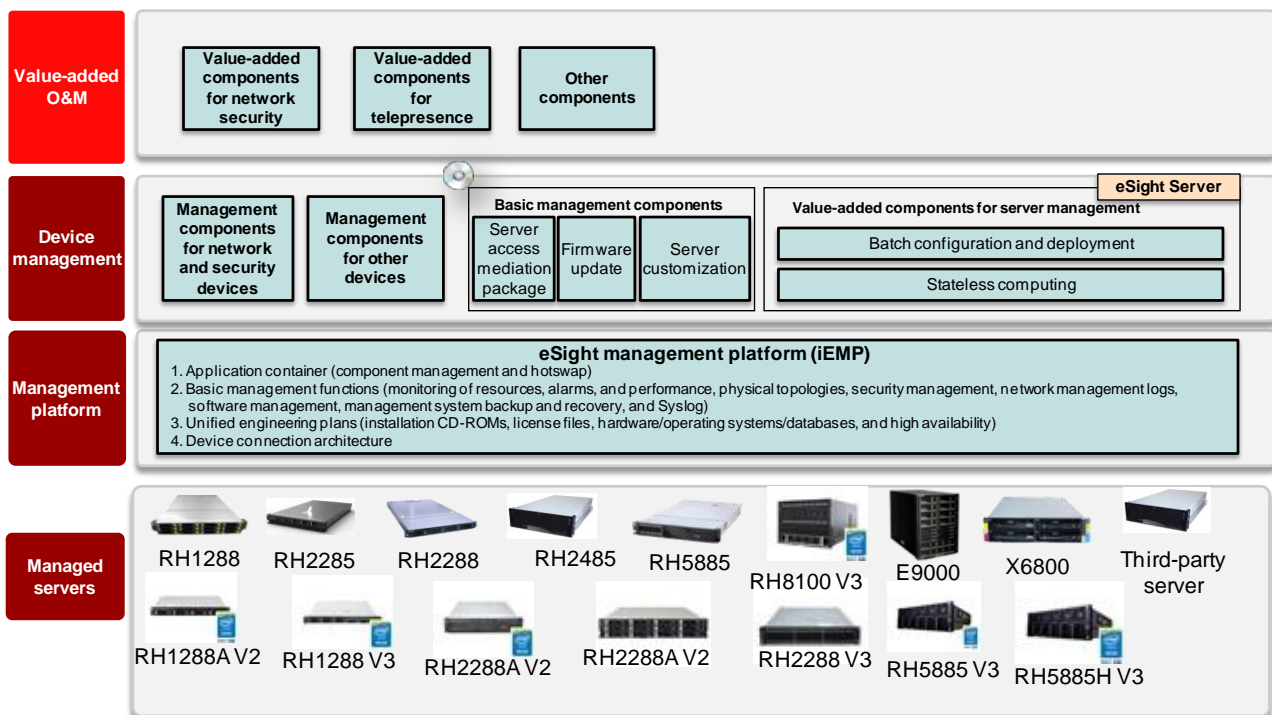 Value-added
O&M
Value-added
components
for network
security
Value-added
components
for
telepresence
Other
components
Device
management
Management
components
for network
and security
devices
Management
components
for other
devices
Basic management components
Server
access
mediation
package
Firmware
update
Server
customization
eSight Server
Value-added components for server management
Batch configuration and deployment
Stateless computing
Management
platform
eSight management platform (iEMP)
1. Application container (component management and hotswap)
2. Basic management functions (monitoring of resources, alarms, and performance, physical topologies, security management, network management logs,
software management, management system backup and recovery, and Syslog)
3. Unified engineering plans (installation CD-ROMs, license files, hardware/operating systems/databases, and high availability)
4. Device connection architecture
Managed
servers
RH1288
RH2285
RH2288
RH2485
RH5885
RH8100 V3
E9000
X6800
Third-party
server
RH1288A V2
RH1288 V3
RH2288A V2
RH2288A V2
RH2288 V3
RH5885 V3
RH5885H V3